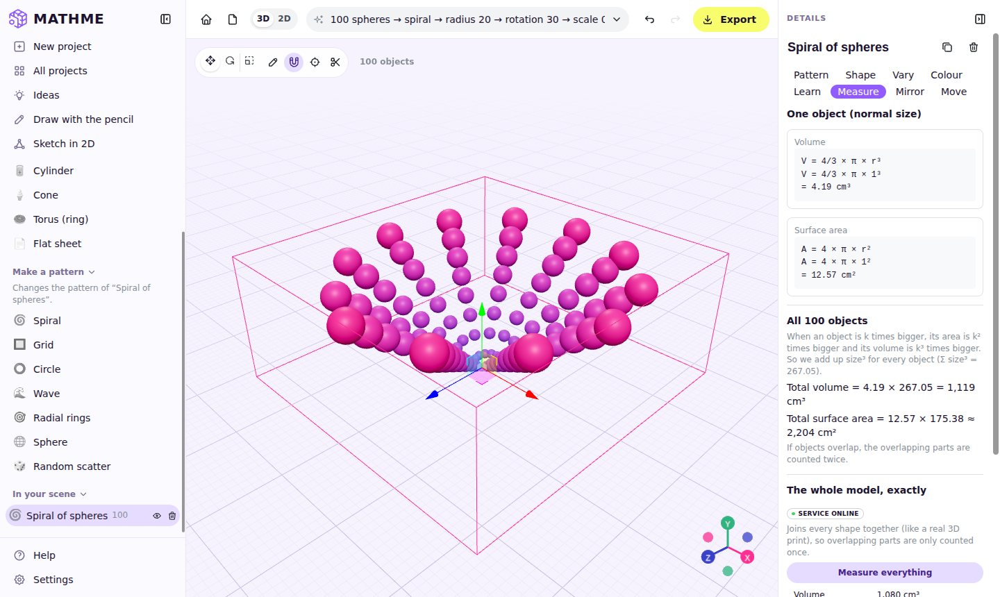 MATHME
New project
All projects
Ideas
Draw with the pencil
Sketch in 2D
Cylinder
Cone
Torus (ring)
Flat sheet
Make a pattern
Changes the pattern of “Spiral of
spheres”.
Spiral
Grid
Circle
Wave
Radial rings
Sphere
Random scatter
In your scene
Spiral of spheres 100
Help
Settings
3D 2D
100 spheres → spiral → radius 20 → rotation 30 → scale 0
Export
100 objects
Y
Z
X
DETAILS
Spiral of spheres
Pattern Shape Vary Colour
Learn Measure Mirror Move
One object (normal size)
Volume
V = 4/3 × π × r³
V = 4/3 × π × 1³
= 4.19 cm³
Surface area
A = 4 × π × r²
A = 4 × π × 1²
= 12.57 cm²
All 100 objects
When an object is k times bigger, its area is k²
times bigger and its volume is k³ times bigger.
So we add up size³ for every object (Σ size³ =
267.05).
Total volume = 4.19 × 267.05 = 1,119
cm³
Total surface area = 12.57 × 175.38 ≈
2,204 cm²
If objects overlap, the overlapping parts are
counted twice.
The whole model, exactly
SERVICE ONLINE
Joins every shape together (like a real 3D
print), so overlapping parts are only counted
once.
Measure everything
Volume 1,080 cm³